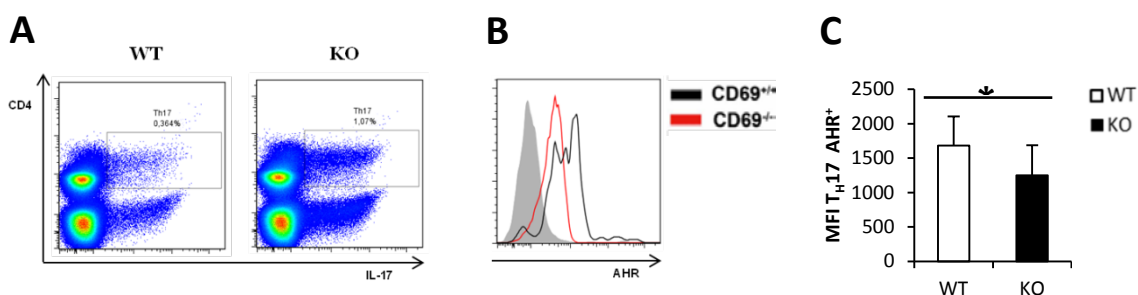 A
WT
KO
CD4
Th17
0,364%
Th17
1,07%
IL-17
B
CD69+/+
CD69-/-
AHR
C
MFI TH17 AHR+
2500
2000
1500
1000
500
0
*
WT
KO
WT
KO